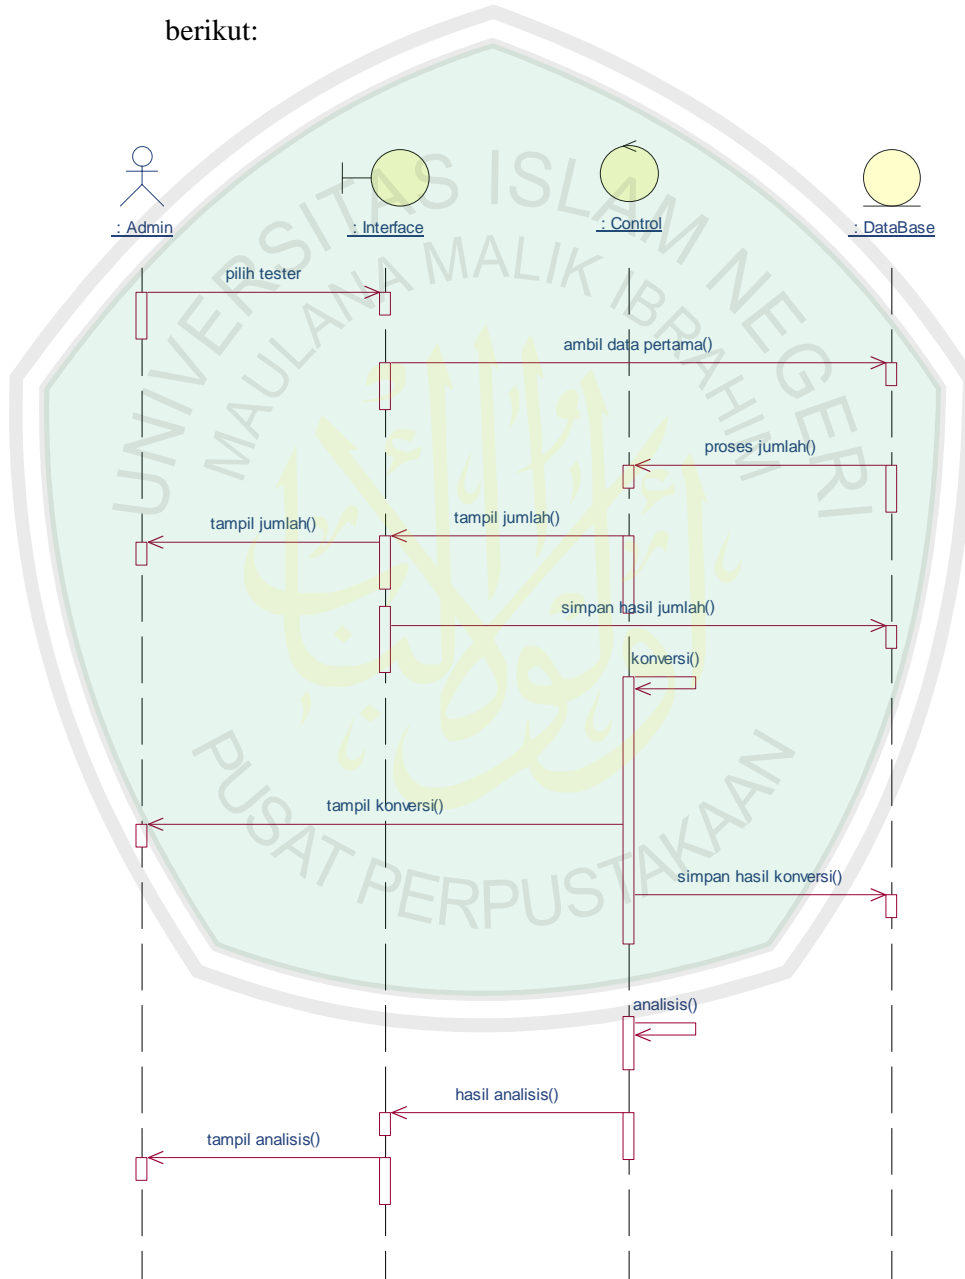 berikut:
: Admin
: Interface
: Control
: DataBase
pilih tester
ambil data pertama()
proses jumlah()
tampil jumlah()
tampil jumlah()
simpan hasil jumlah()
konversi()
tampil konversi()
simpan hasil konversi()
analisis()
hasil analisis()
tampil analisis()
UNIVERSITAS ISLAM NEGERI
MAULANA MALIK IBRAHIM
PUSAT PERPUSTAKAAN